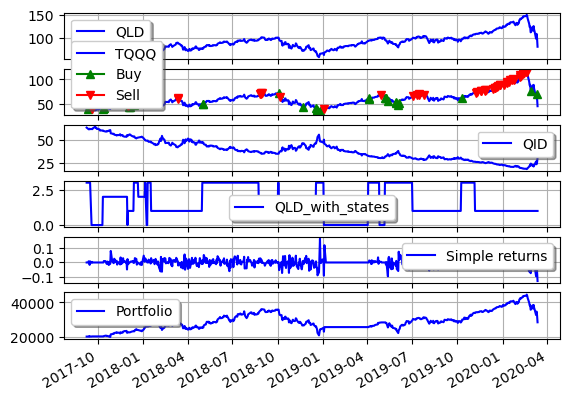 150
QLD
100
TQQQ
Buy
100
Sell
50
50
QID
25
2.5
QLD_with_states
0.0
0.1
Simple returns
0.0
−0.1
40000
Portfolio
20000
2017-10 2018-01 2018-04 2018-07 2018-10 2019-01 2019-04 2019-07 2019-10 2020-01 2020-04